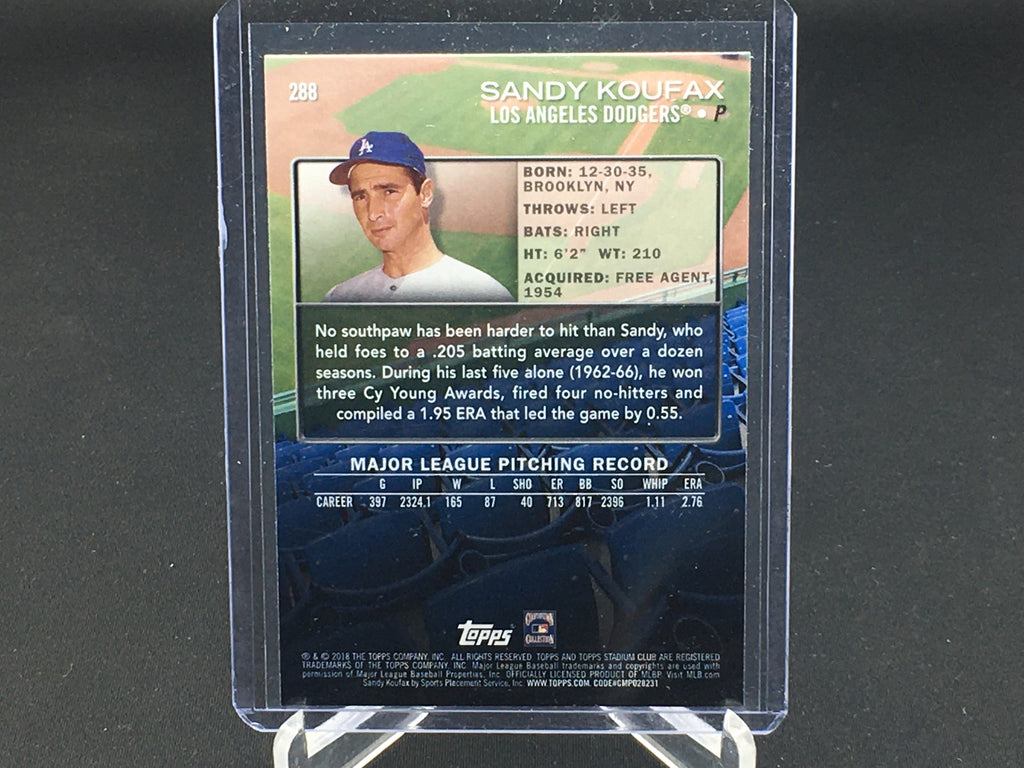 288
SANDY KOUFAX
LOS ANGELES DODGERS® • P
LA
BORN: 12-30-35,
BROOKLYN, NY
THROWS: LEFT
BATS: RIGHT
HT: 6'2" WT: 210
ACQUIRED: FREE AGENT,
1954
No southpaw has been harder to hit than Sandy, who
held foes to a .205 batting average over a dozen
seasons. During his last five alone (1962-66), he won
three Cy Young Awards, fired four no-hitters and
compiled a 1.95 ERA that led the game by 0.55.
MAJOR LEAGUE PITCHING RECORD
G IP W L SHO ER BB SO WHIP ERA
CAREER 397 2324.1 165 87 40 713 817 2396 1.11 2.76
Topps®
COOPERSTOWN
COLLECTION
® & © 2018 THE TOPPS COMPANY, INC. ALL RIGHTS RESERVED. TOPPS AND TOPPS STADIUM CLUB ARE REGISTERED
TRADEMARKS OF THE TOPPS COMPANY, INC. Major League Baseball trademarks and copyrights are used with
permission of Major League Baseball Properties, Inc. OFFICIALLY LICENSED PRODUCT OF MLBP. Visit MLB.com
Sandy Koufax by Sports Placement Service, Inc. WWW.TOPPS.COM. CODE#CMP028231